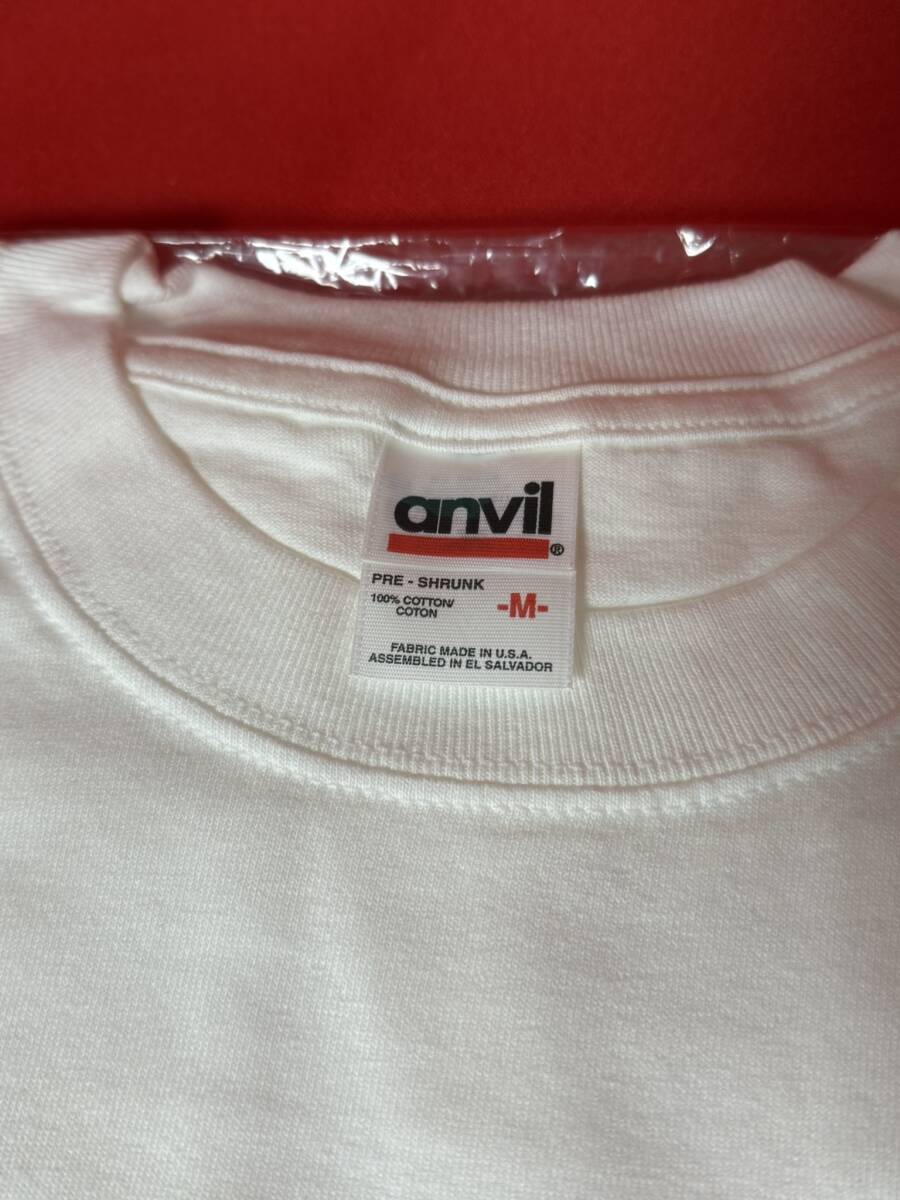 anvil®
PRE - SHRUNK
100% COTTON/
COTON
-M-
FABRIC MADE IN U.S.A.
ASSEMBLED IN EL SALVADOR